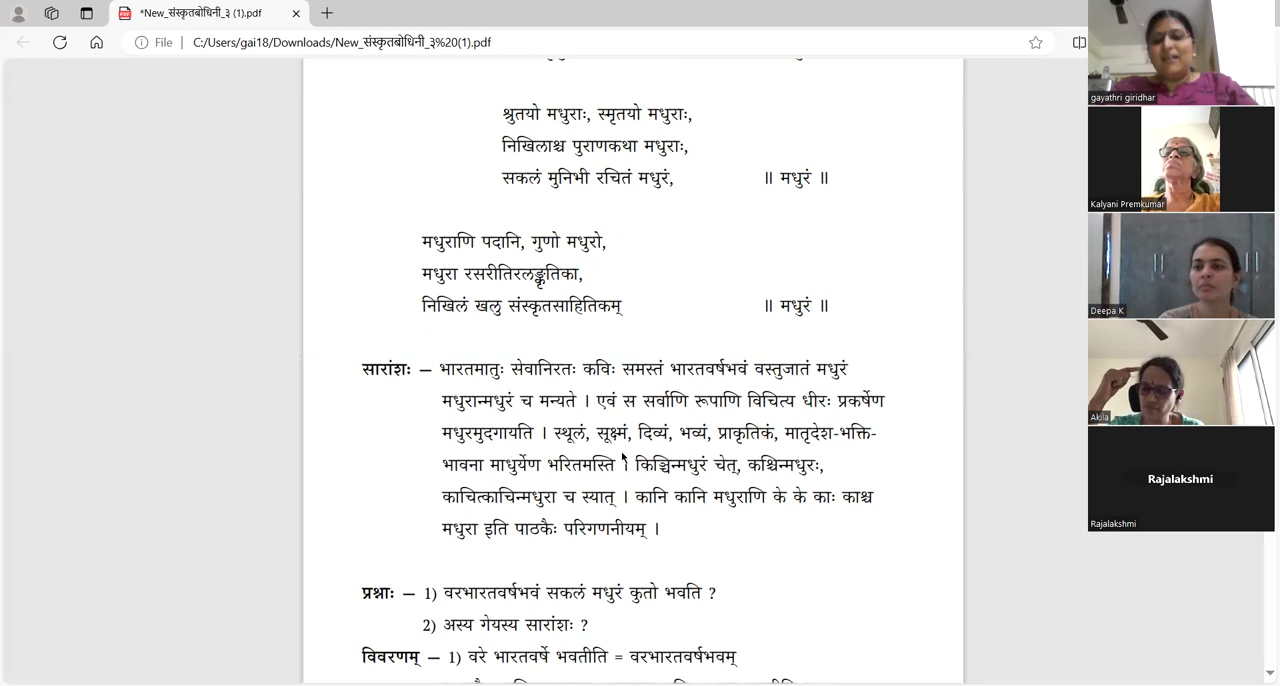 *New_संस्कृतबोधिनी_३ (1).pdf
File
C:/Users/gai18/Downloads/New_संस्कृतबोधिनी_३%20(1).pdf
श्रुतयो मधुराः, स्मृतयो मधुराः,
निखिलाश्च पुराणकथा मधुराः,
सकलं मुनिभी रचितं मधुरं, ॥ मधुरं ॥
मधुराणि पदानि, गुणो मधुरो,
मधुरा रसरीतिरलङ्कृतिका,
निखिलं खलु संस्कृतसाहितिकम् ॥ मधुरं ॥
सारांशः – भारतमातुः सेवानिरतः कविः समस्तं भारतवर्षभवं वस्तुजातं मधुरं
मधुरान्मधुरं च मन्यते । एवं स सर्वाणि रूपाणि विचित्य धीरः प्रकर्षेण
मधुरमुदगायति । स्थूलं, सूक्ष्मं, दिव्यं, भव्यं, प्राकृतिकं, मातृदेश-भक्ति-
भावना माधुर्येण भरितमस्ति । किञ्चिन्मधुरं चेत्, कश्चिन्मधुरः,
काचित्काचिन्मधुरा च स्यात् । कानि कानि मधुराणि के के काः काश्च
मधुरा इति पाठकैः परिगणनीयम् ।
प्रश्नाः – 1) वरभारतवर्षभवं सकलं मधुरं कुतो भवति ?
2) अस्य गेयस्य सारांशः ?
विवरणम् – 1) वरे भारतवर्षे भवतीति = वरभारतवर्षभवम्
gayathri giridhar
Kalyani Premkumar
Deepa K
Akila
Rajalakshmi
Rajalakshmi